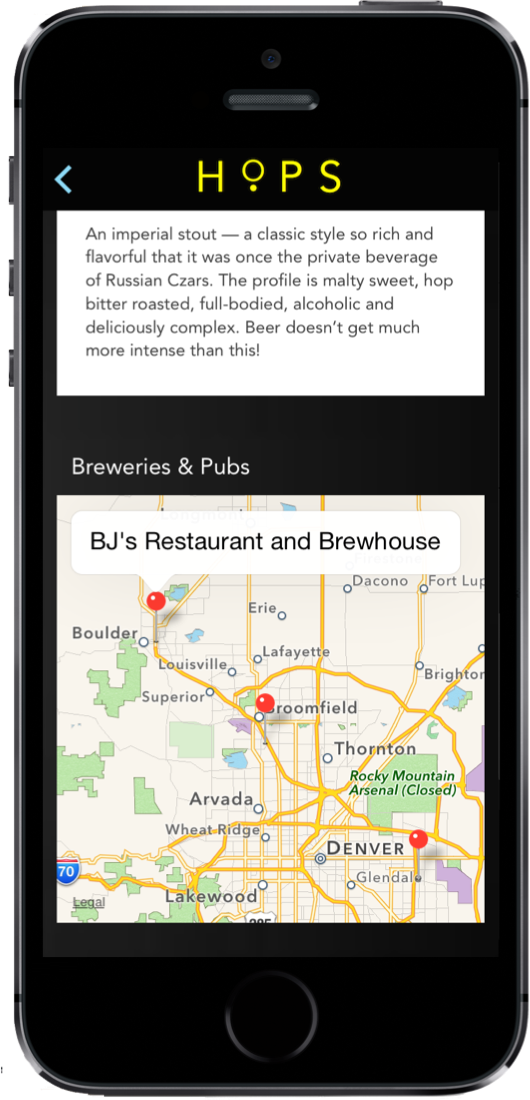 HOPS
An imperial stout — a classic style so rich and
flavorful that it was once the private beverage
of Russian Czars. The profile is malty sweet, hop
bitter roasted, full-bodied, alcoholic and
deliciously complex. Beer doesn't get much
more intense than this!
Breweries & Pubs
Longmont
BJ's Restaurant and Brewhouse
Dacono
Fort Lup
Erie
Boulder
Lafayette
Louisville
Brighton
Superior
Broomfield
Thornton
Rocky Mountain
Arsenal (Closed)
Arvada
Wheat Ridge
DENVER
70
Glendale
Lakewood
Legal
285